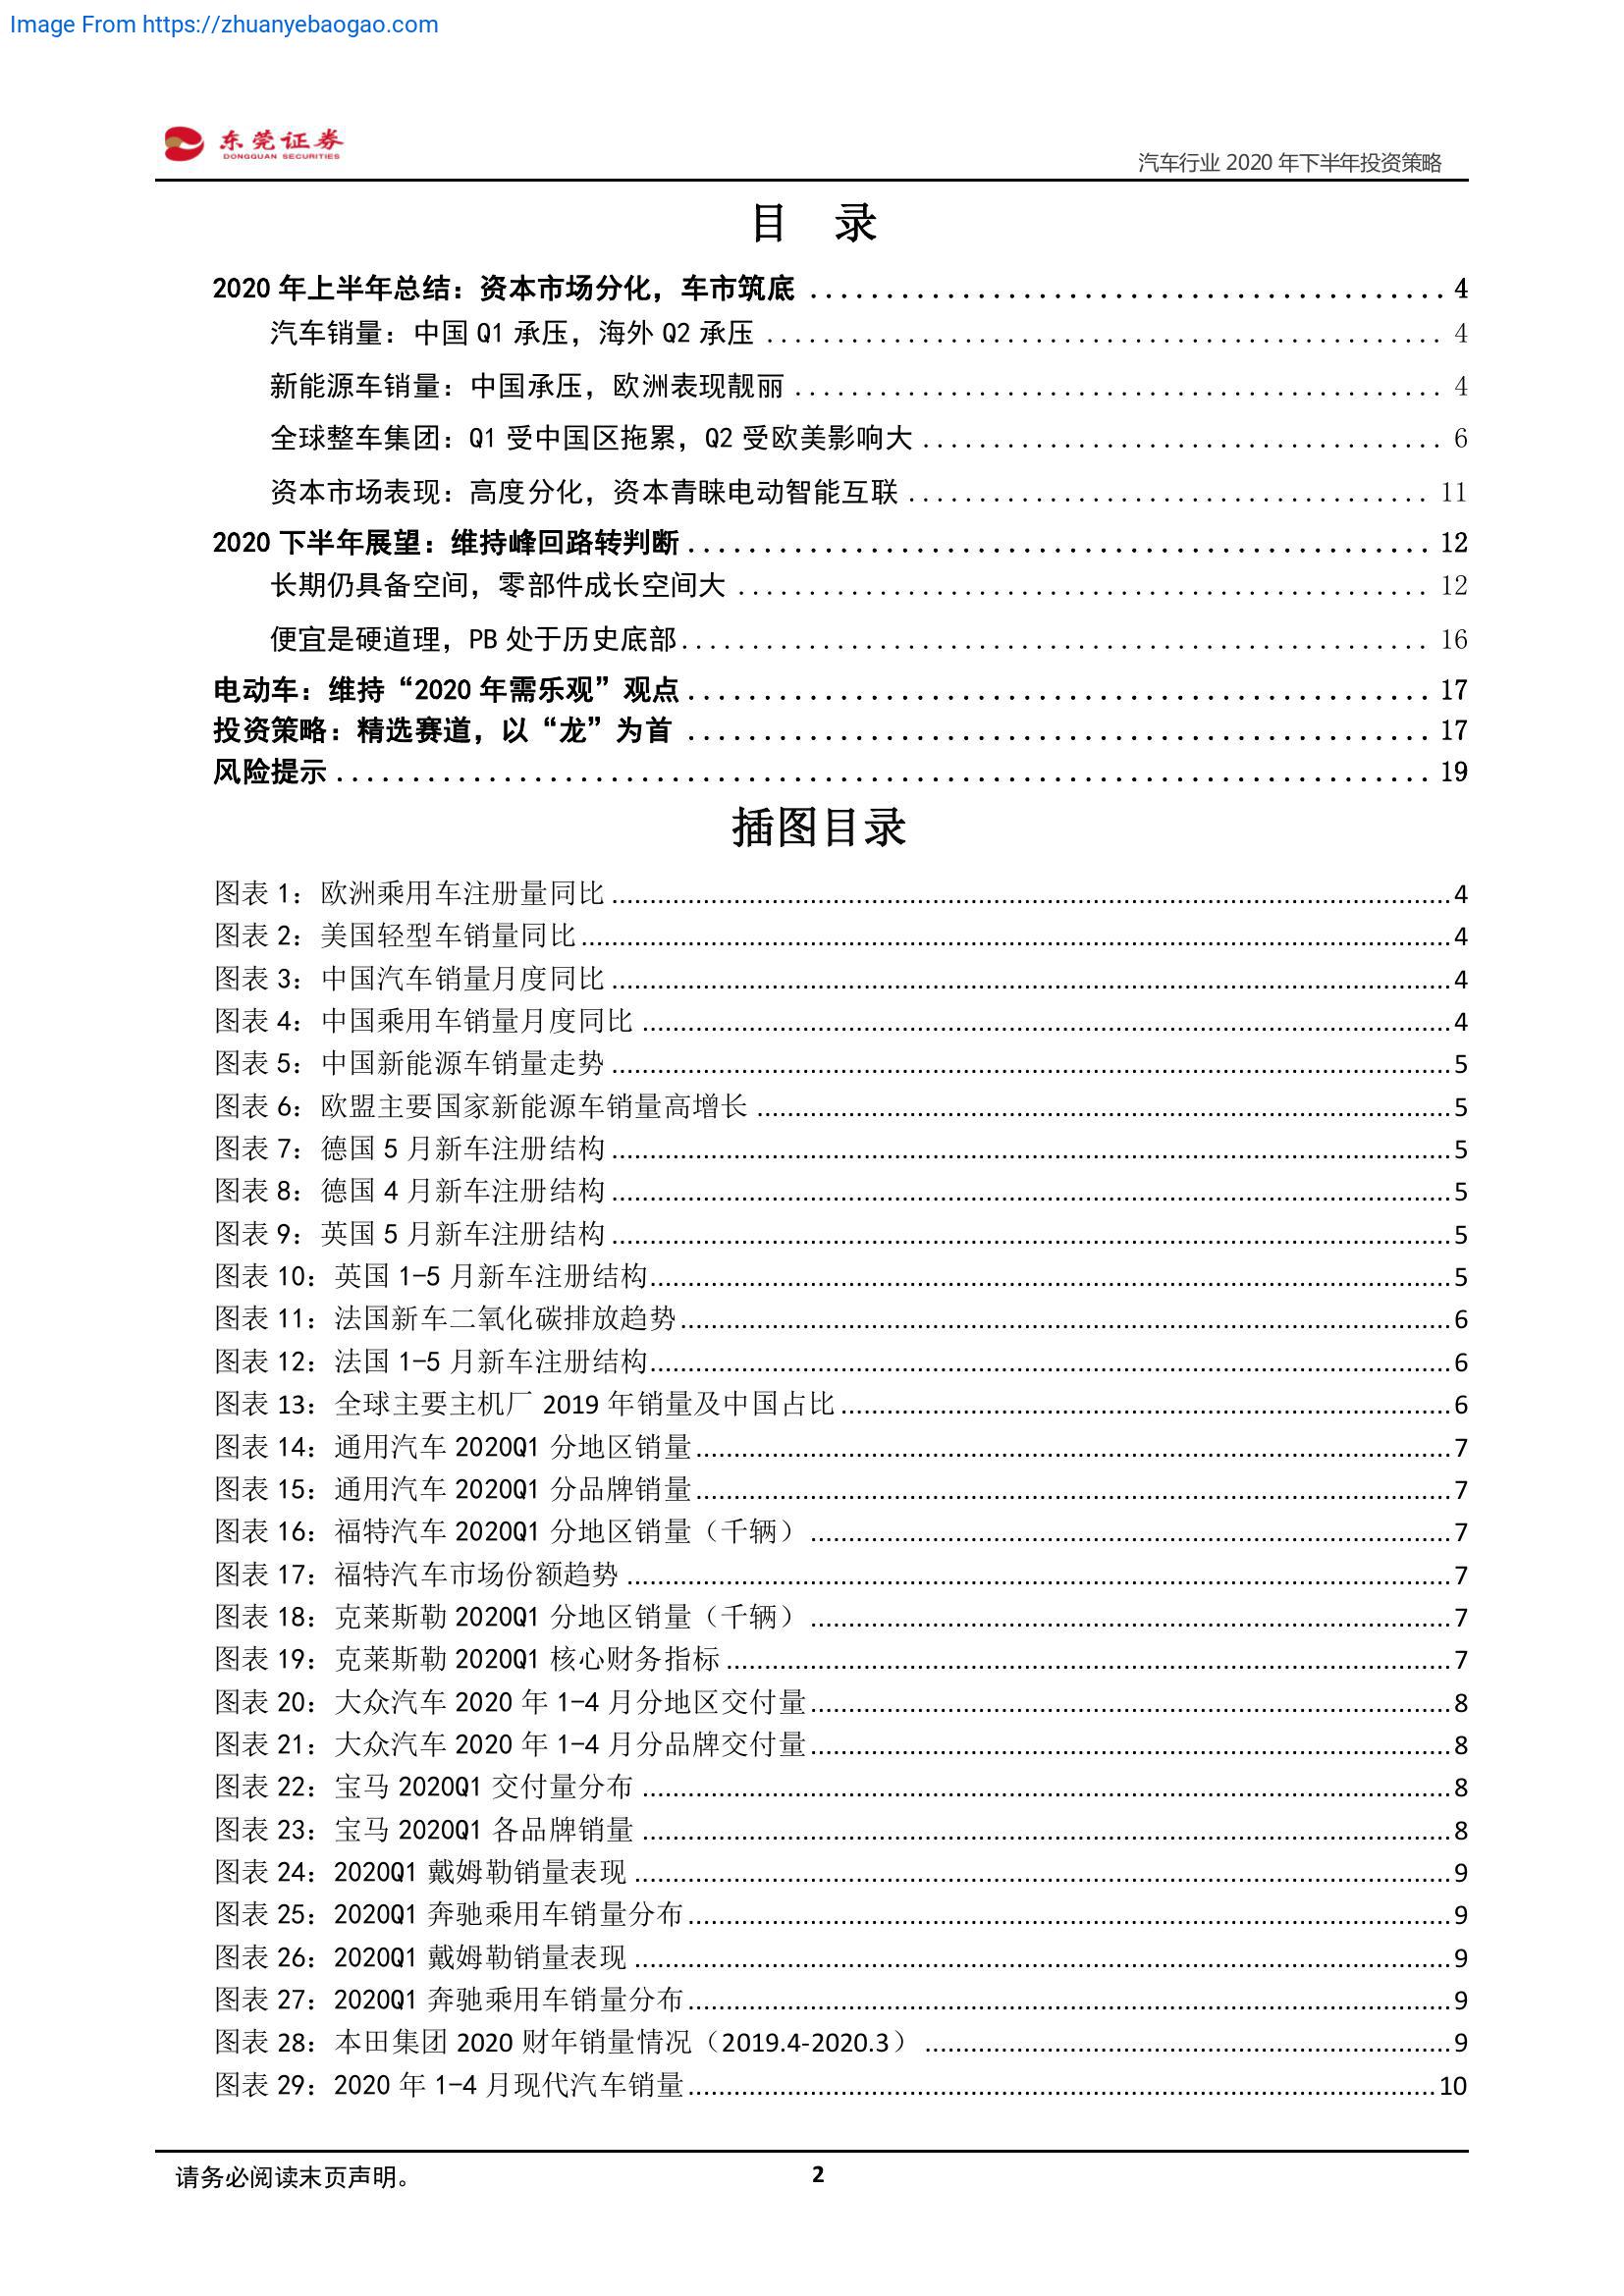 Image From https://zhuanyebaogao.com
东莞证券
DONGGUAN SECURITIES
汽车行业 2020 年下半年投资策略
目 录
2020 年上半年总结：资本市场分化，车市筑底 ........ 4
汽车销量：中国 Q1 承压，海外 Q2 承压 ........ 4
新能源车销量：中国承压，欧洲表现靓丽 ........ 4
全球整车集团：Q1 受中国区拖累，Q2 受欧美影响大 ........ 6
资本市场表现：高度分化，资本青睐电动智能互联 ........ 11
2020 下半年展望：维持峰回路转判断 ........ 12
长期仍具备空间，零部件成长空间大 ........ 12
便宜是硬道理，PB 处于历史底部 ........ 16
电动车：维持“2020 年需乐观”观点 ........ 17
投资策略：精选赛道，以“龙”为首 ........ 17
风险提示 ........ 19
插图目录
图表 1：欧洲乘用车注册量同比 ........ 4
图表 2：美国轻型车销量同比 ........ 4
图表 3：中国汽车销量月度同比 ........ 4
图表 4：中国乘用车销量月度同比 ........ 4
图表 5：中国新能源车销量走势 ........ 5
图表 6：欧盟主要国家新能源车销量高增长 ........ 5
图表 7：德国 5 月新车注册结构 ........ 5
图表 8：德国 4 月新车注册结构 ........ 5
图表 9：英国 5 月新车注册结构 ........ 5
图表 10：英国 1-5 月新车注册结构 ........ 5
图表 11：法国新车二氧化碳排放趋势 ........ 6
图表 12：法国 1-5 月新车注册结构 ........ 6
图表 13：全球主要主机厂 2019 年销量及中国占比 ........ 6
图表 14：通用汽车 2020Q1 分地区销量 ........ 7
图表 15：通用汽车 2020Q1 分品牌销量 ........ 7
图表 16：福特汽车 2020Q1 分地区销量（千辆） ........ 7
图表 17：福特汽车市场份额趋势 ........ 7
图表 18：克莱斯勒 2020Q1 分地区销量（千辆） ........ 7
图表 19：克莱斯勒 2020Q1 核心财务指标 ........ 7
图表 20：大众汽车 2020 年 1-4 月分地区交付量 ........ 8
图表 21：大众汽车 2020 年 1-4 月分品牌交付量 ........ 8
图表 22：宝马 2020Q1 交付量分布 ........ 8
图表 23：宝马 2020Q1 各品牌销量 ........ 8
图表 24：2020Q1 戴姆勒销量表现 ........ 9
图表 25：2020Q1 奔驰乘用车销量分布 ........ 9
图表 26：2020Q1 戴姆勒销量表现 ........ 9
图表 27：2020Q1 奔驰乘用车销量分布 ........ 9
图表 28：本田集团 2020 财年销量情况（2019.4-2020.3） ........ 9
图表 29：2020 年 1-4 月现代汽车销量 ........ 10
请务必阅读末页声明。
2